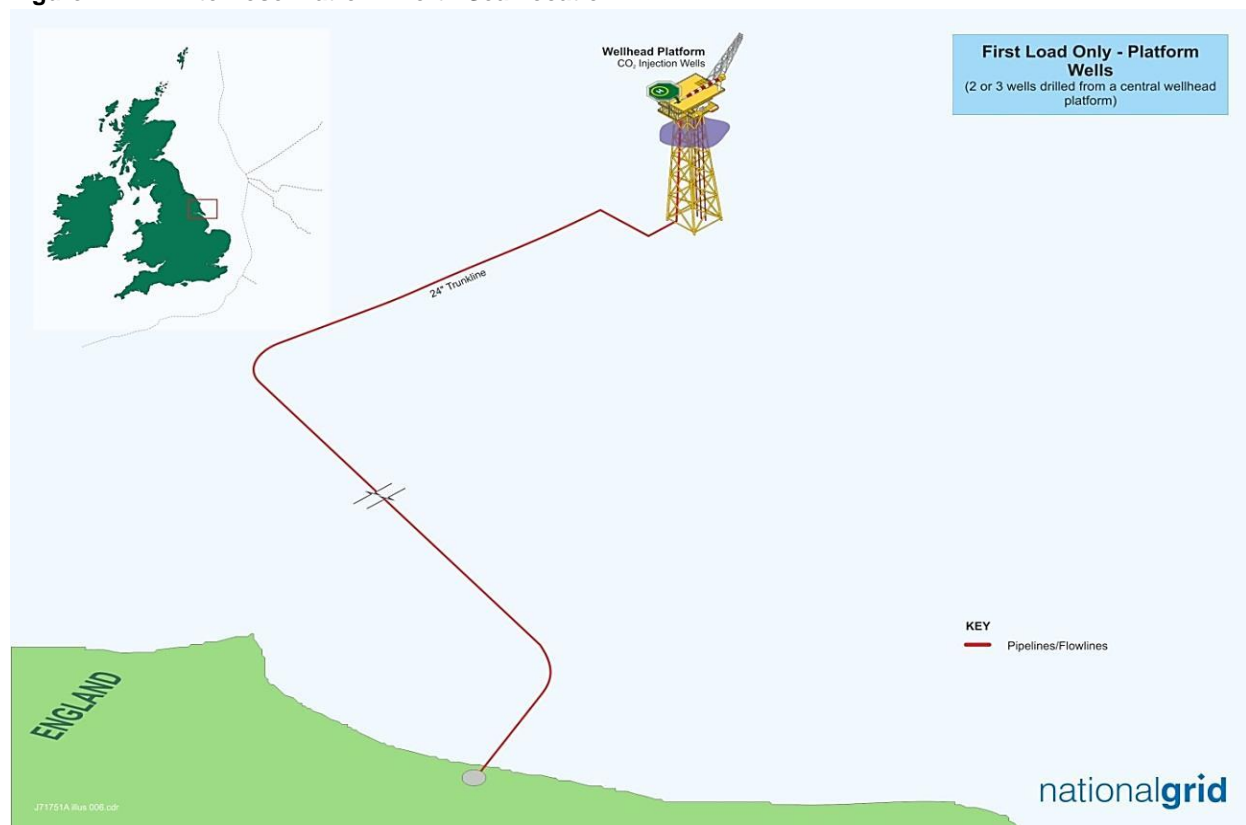 Wellhead Platform
CO₂ Injection Wells
First Load Only - Platform
Wells
(2 or 3 wells drilled from a central wellhead
platform)
24" Trunkline
KEY
Pipelines/Flowlines
ENGLAND
J71751A illus 006.cdr
nationalgrid